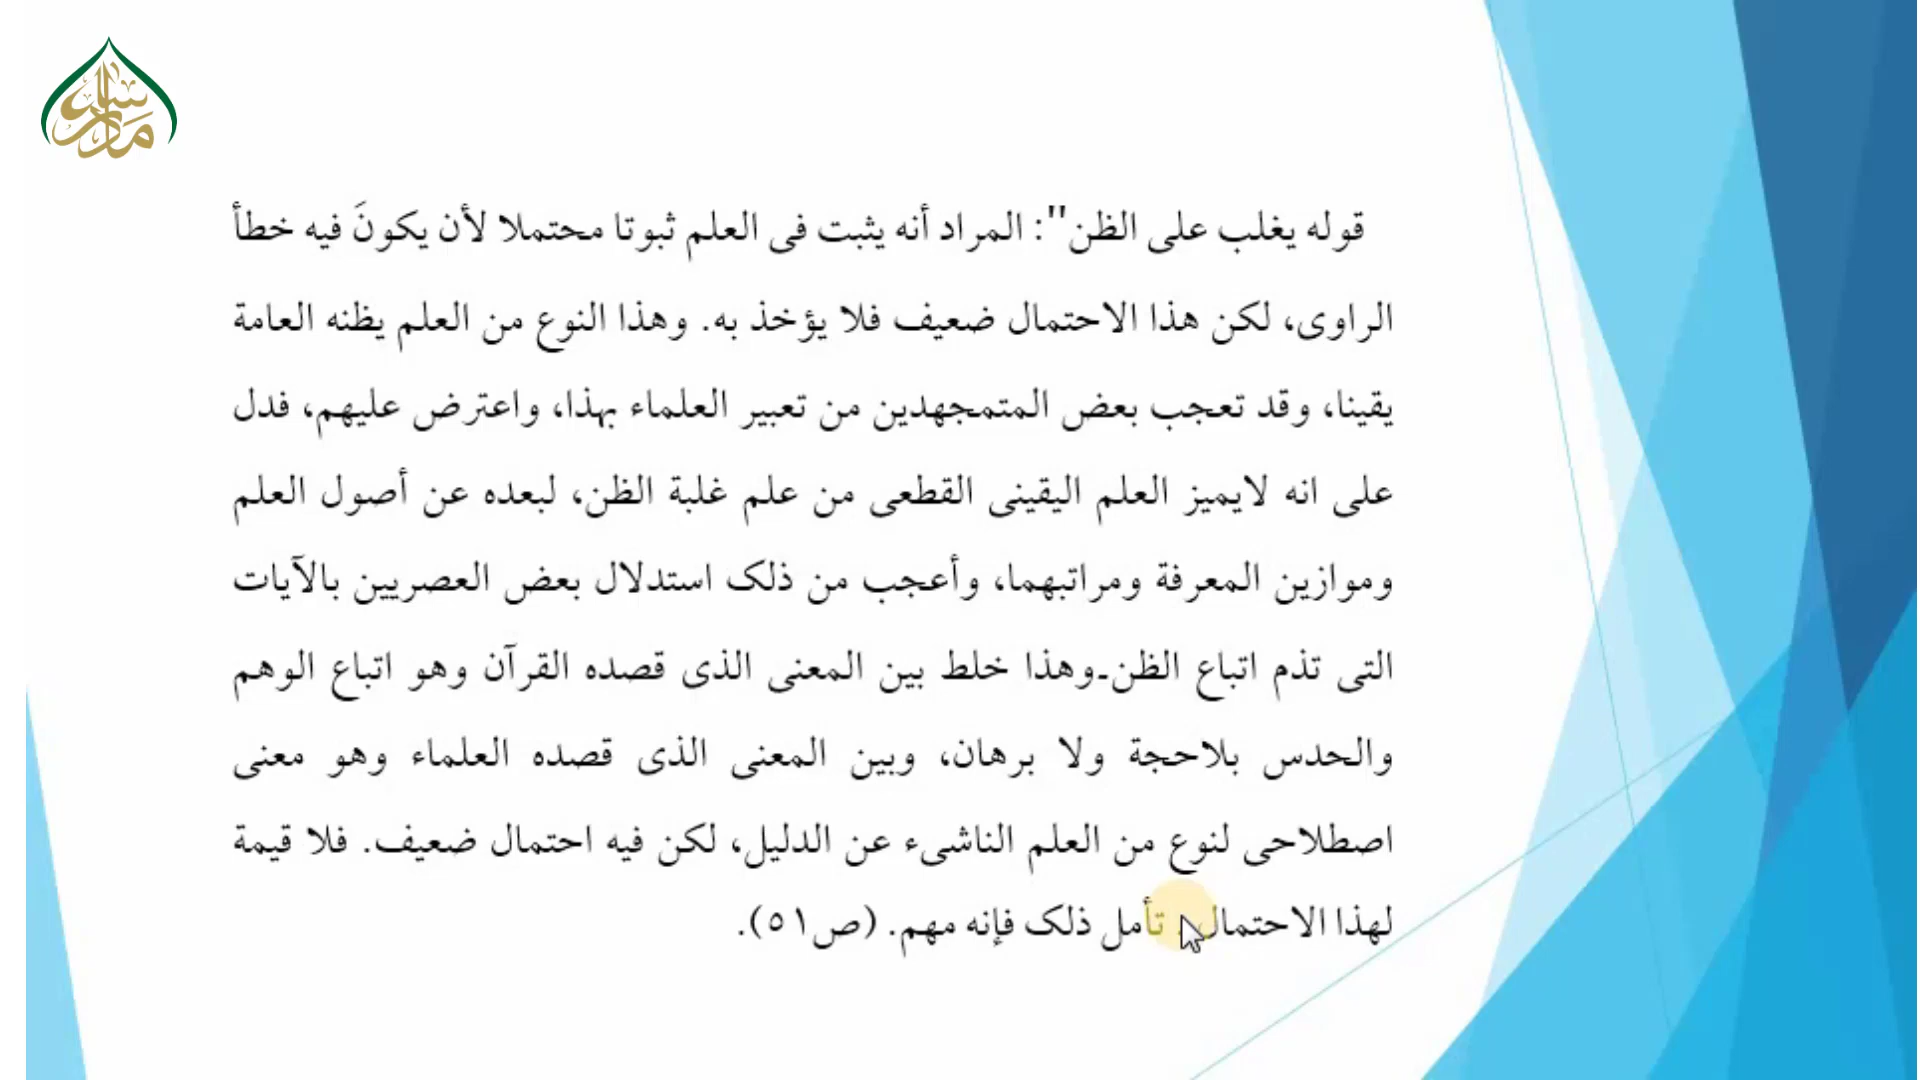 مدارس
قوله يغلب على الظن": المراد أنه يثبت فى العلم ثبوتا محتملا لأن يكونَ فيه خطأ
الراوى، لكن هذا الاحتمال ضعيف فلا يؤخذ به. وهذا النوع من العلم يظنه العامة
يقينا، وقد تعجب بعض المتمجهدين من تعبير العلماء بهذا، واعترض عليهم، فدل
على انه لايميز العلم اليقينى القطعى من علم غلبة الظن، لبعده عن أصول العلم
وموازين المعرفة ومراتبهما، وأعجب من ذلک استدلال بعض العصريين بالآيات
التى تذم اتباع الظن۔وهذا خلط بين المعنى الذى قصده القرآن وهو اتباع الوهم
والحدس بلاحجة ولا برهان، وبين المعنى الذى قصده العلماء وهو معنى
اصطلاحى لنوع من العلم الناشىء عن الدليل، لكن فيه احتمال ضعيف. فلا قيمة
لهذا الاحتمال. تأمل ذلک فإنه مهم. (ص٥١).